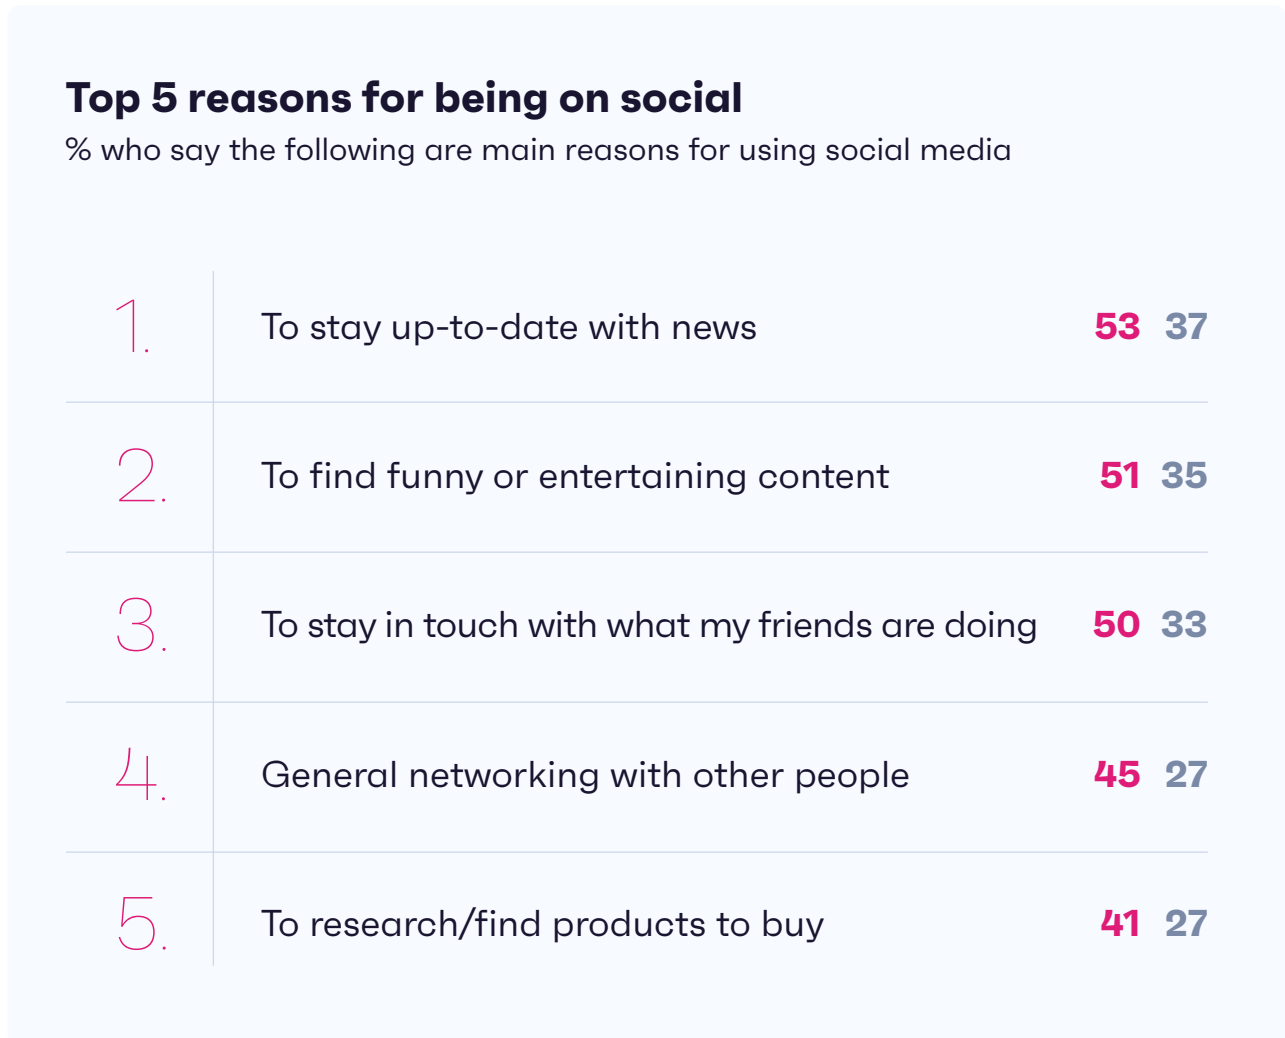 Top 5 reasons for being on social
% who say the following are main reasons for using social media
1. To stay up-to-date with news 53 37
2. To find funny or entertaining content 51 35
3. To stay in touch with what my friends are doing 50 33
4. General networking with other people 45 27
5. To research/find products to buy 41 27